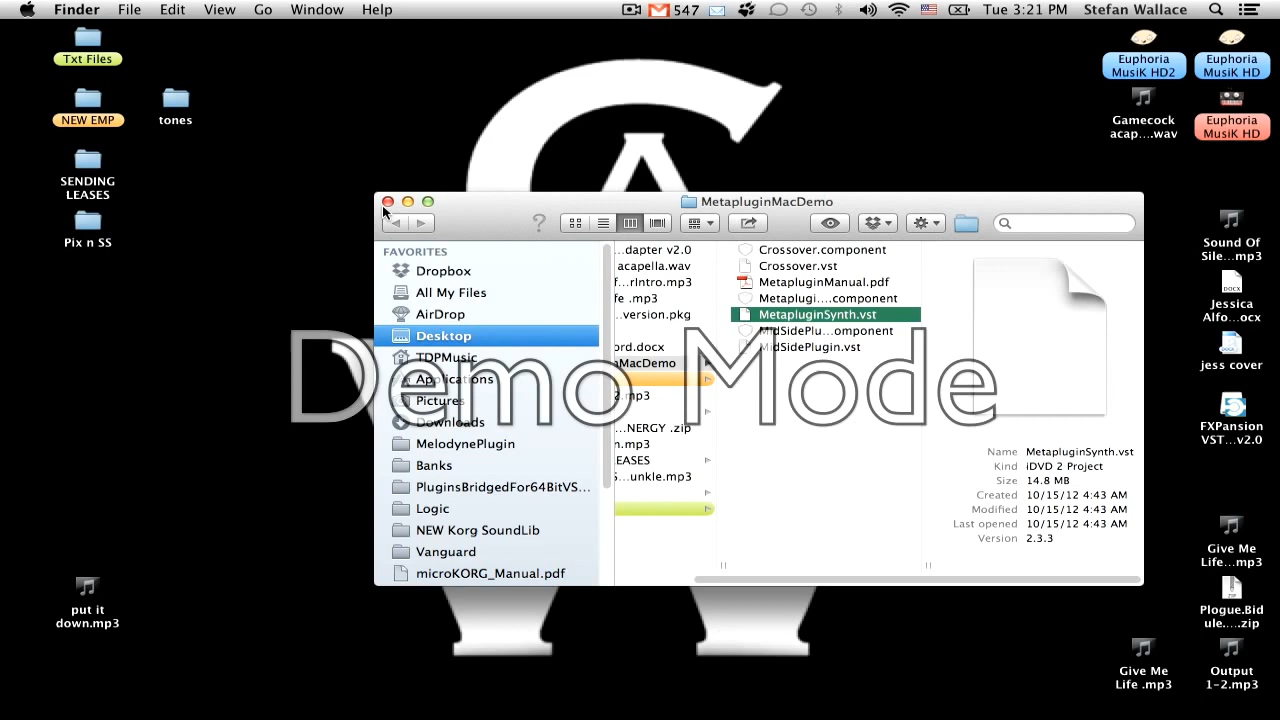 Finder File Edit View Go Window Help 547 Tue 3:21 PM Stefan Wallace
Txt Files
NEW EMP
tones
SENDING
LEASES
Pix n SS
put it
down.mp3
Euphoria
MusiK HD2
Euphoria
MusiK HD
Gamecock
acap....wav
Euphoria
MusiK HD
Sound Of
Sile...mp3
Jessica
Alfo...ocx
jess cover
FXPansion
VST...v2.0
Give Me
Life...mp3
Plogue.Bid
ule.....zip
Give Me
Life .mp3
Output
1-2.mp3
MetapluginMacDemo
FAVORITES
Dropbox
All My Files
AirDrop
Desktop
TDPMusic
Applications
Pictures
Downloads
MelodynePlugin
Banks
PluginsBridgedFor64BitVS...
Logic
NEW Korg SoundLib
Vanguard
microKORG_Manual.pdf
...dapter v2.0
acapella.wav
f...rIntro.mp3
fe .mp3
...version.pkg
ord.docx
nMacDemo
2.mp3
...NERGY .zip
n.mp3
EASES
S...unkle.mp3
Crossover.component
Crossover.vst
MetapluginManual.pdf
Metaplugi....component
MetapluginSynth.vst
MidSidePlu...omponent
MidSidePlugin.vst
Name MetapluginSynth.vst
Kind iDVD 2 Project
Size 14.8 MB
Created 10/15/12 4:43 AM
Modified 10/15/12 4:43 AM
Last opened 10/15/12 4:43 AM
Version 2.3.3
Demo Mode